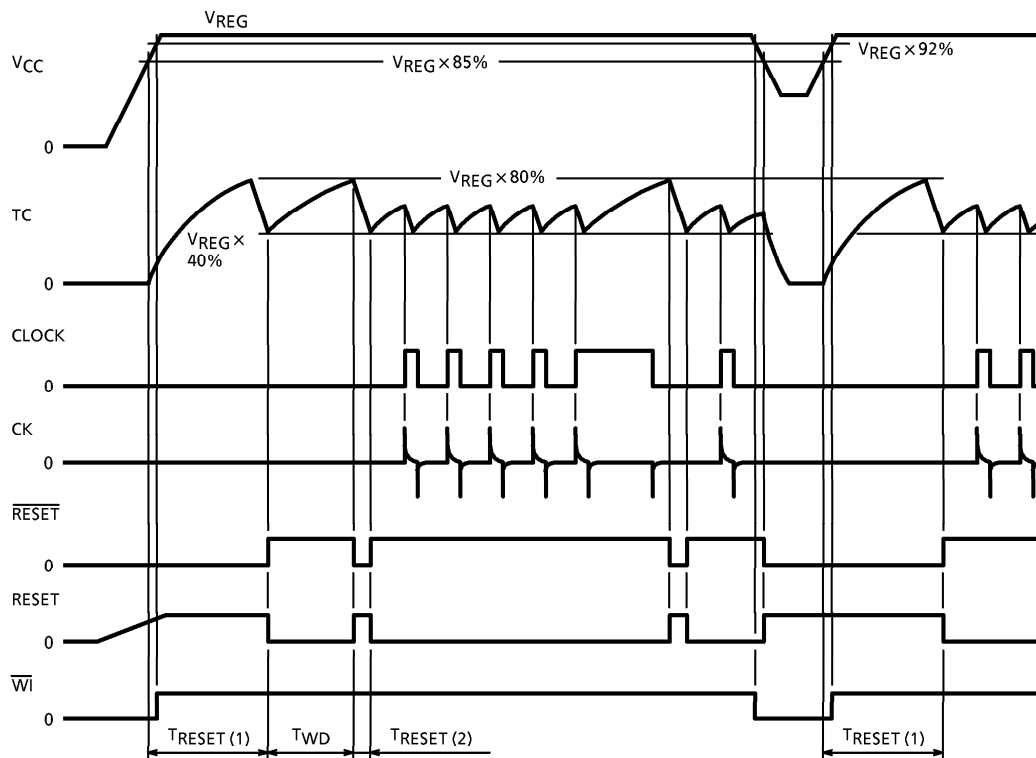 VREG
VCC
VREG×85%
VREG×92%
0
VREG×80%
TC
VREG×
40%
0
CLOCK
0
CK
0
RESET
0
RESET
0
WI
0
TRESET (1)
TWD
TRESET (2)
TRESET (1)